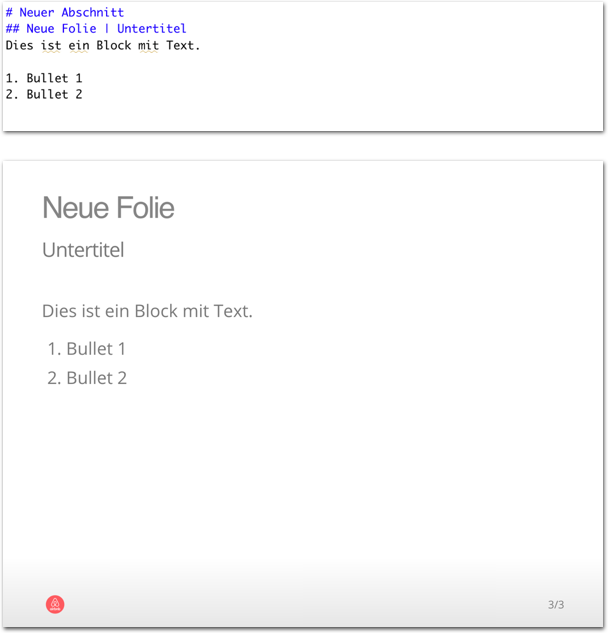 # Neuer Abschnitt
## Neue Folie | Untertitel
Dies ist ein Block mit Text.
1. Bullet 1
2. Bullet 2
Neue Folie
Untertitel
Dies ist ein Block mit Text.
1. Bullet 1
2. Bullet 2
3/3